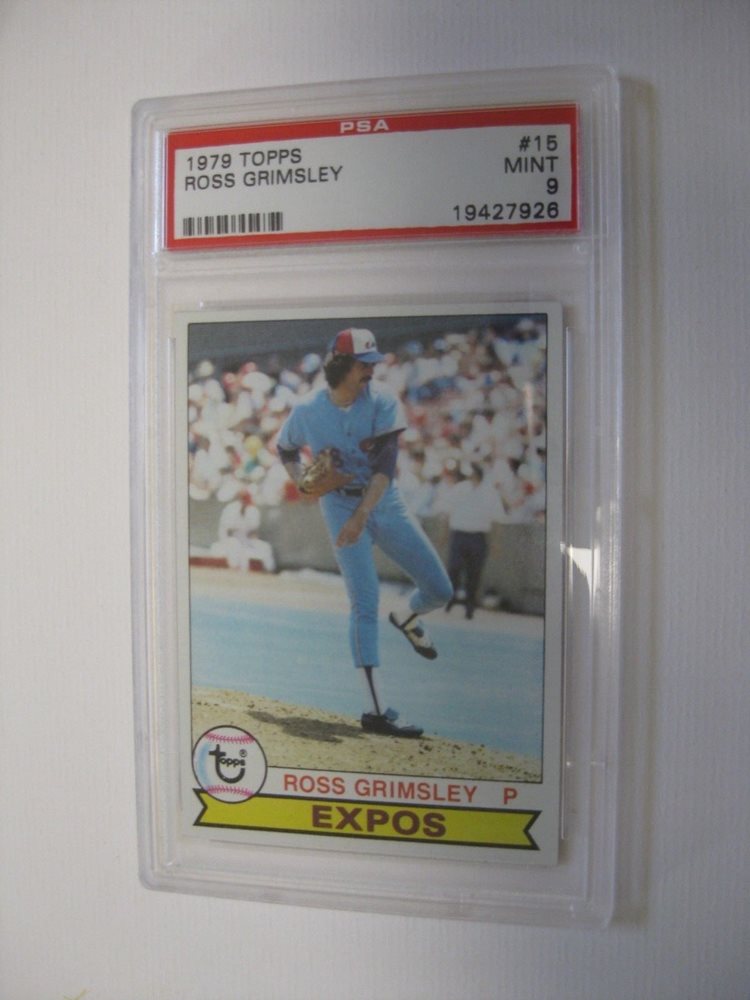 PSA
1979 TOPPS #15
ROSS GRIMSLEY MINT
9
19427926
topps®
ROSS GRIMSLEY P
EXPOS